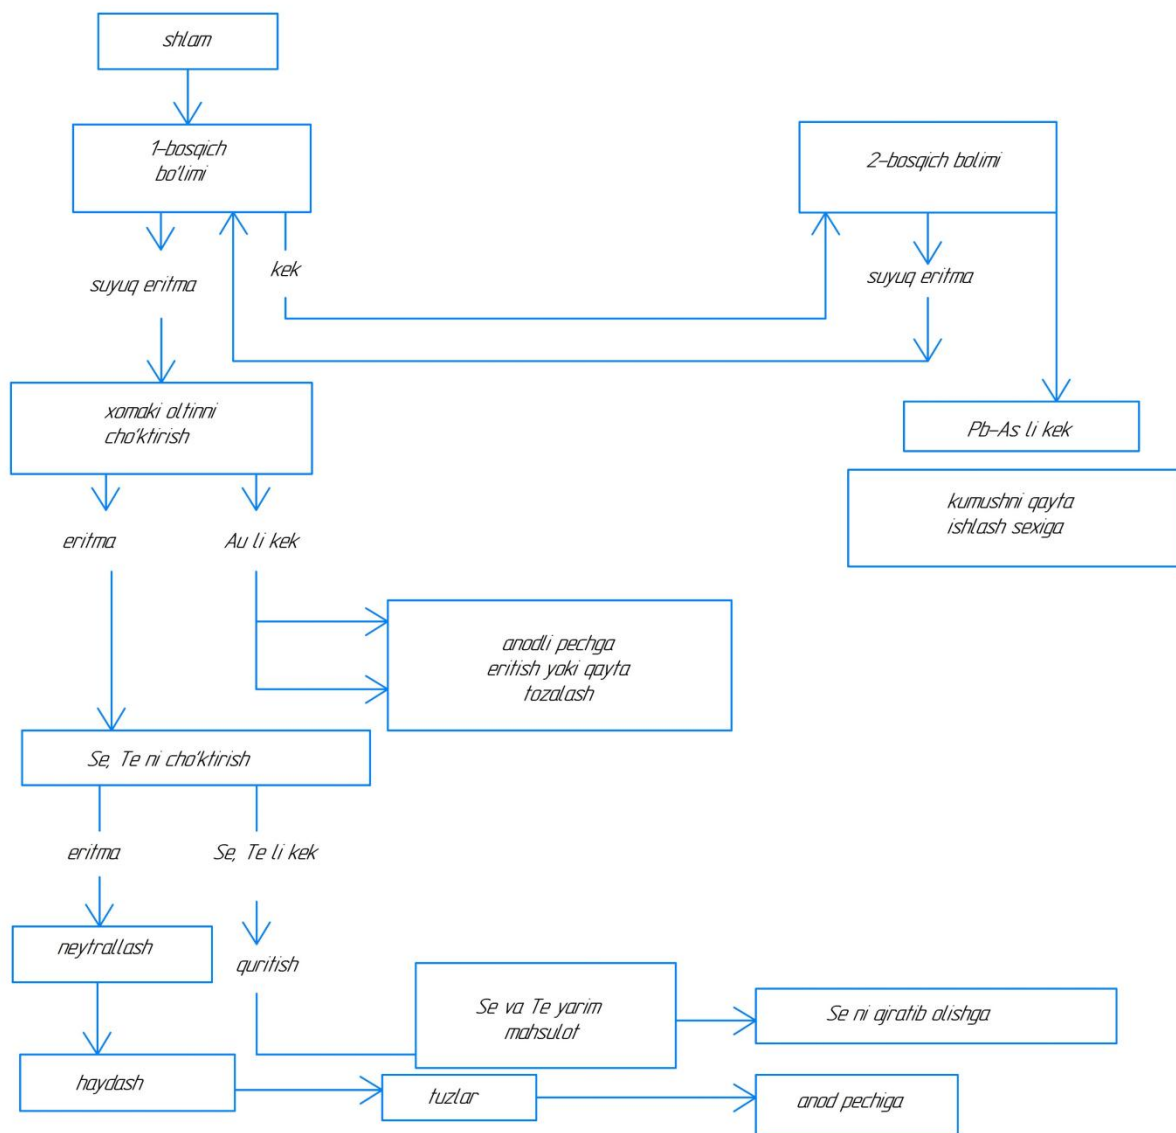 shlam
1-bosqich
bo'limi
2-bosqich bolimi
suyuq eritma
kek
suyuq eritma
xomaki oltinni
cho'ktirish
Pb-As li kek
kumushni qayta
ishlash sexiga
eritma
Au li kek
anodli pechga
eritish yoki qayta
tozalash
Se, Te ni cho'ktirish
eritma
Se, Te li kek
neytrallash
quritish
Se va Te yarim
mahsulot
Se ni ajratib olishga
haydash
tuzlar
anod pechiga